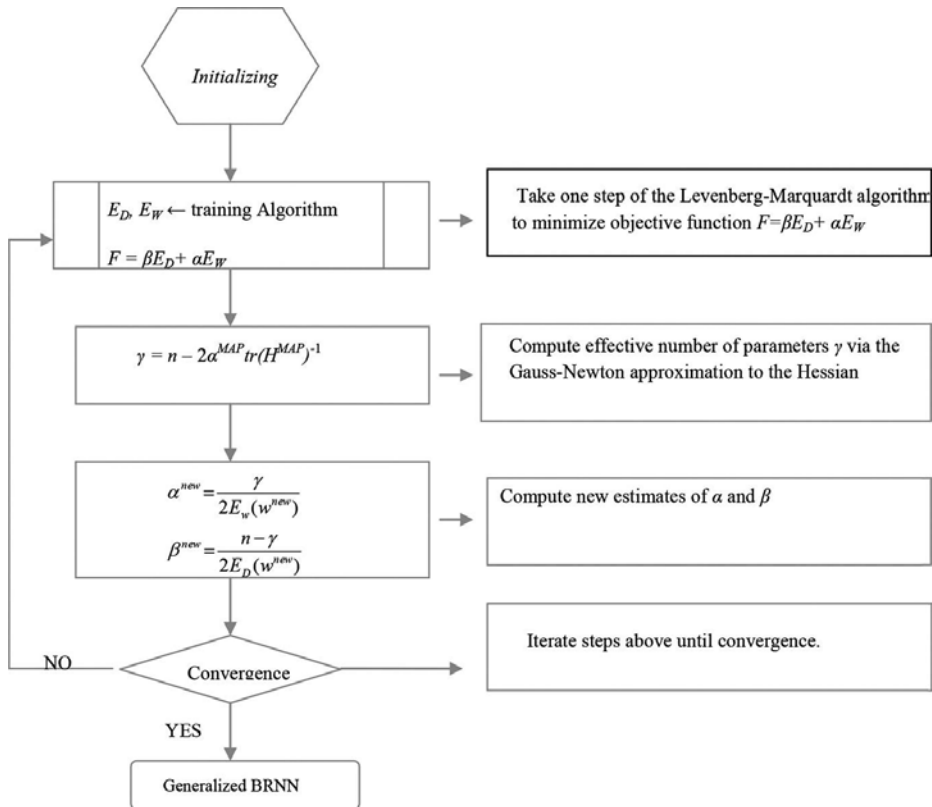 Initializing
E_D, E_W ← training Algorithm
F = βE_D + αE_W
Take one step of the Levenberg-Marquardt algorithm
to minimize objective function F=βE_D+ αE_W
γ = n – 2α^MAP tr(H^MAP)^-1
Compute effective number of parameters γ via the
Gauss-Newton approximation to the Hessian
α^new = γ / 2E_w(w^new)
β^new = n – γ / 2E_D(w^new)
Compute new estimates of α and β
Iterate steps above until convergence.
NO
Convergence
YES
Generalized BRNN